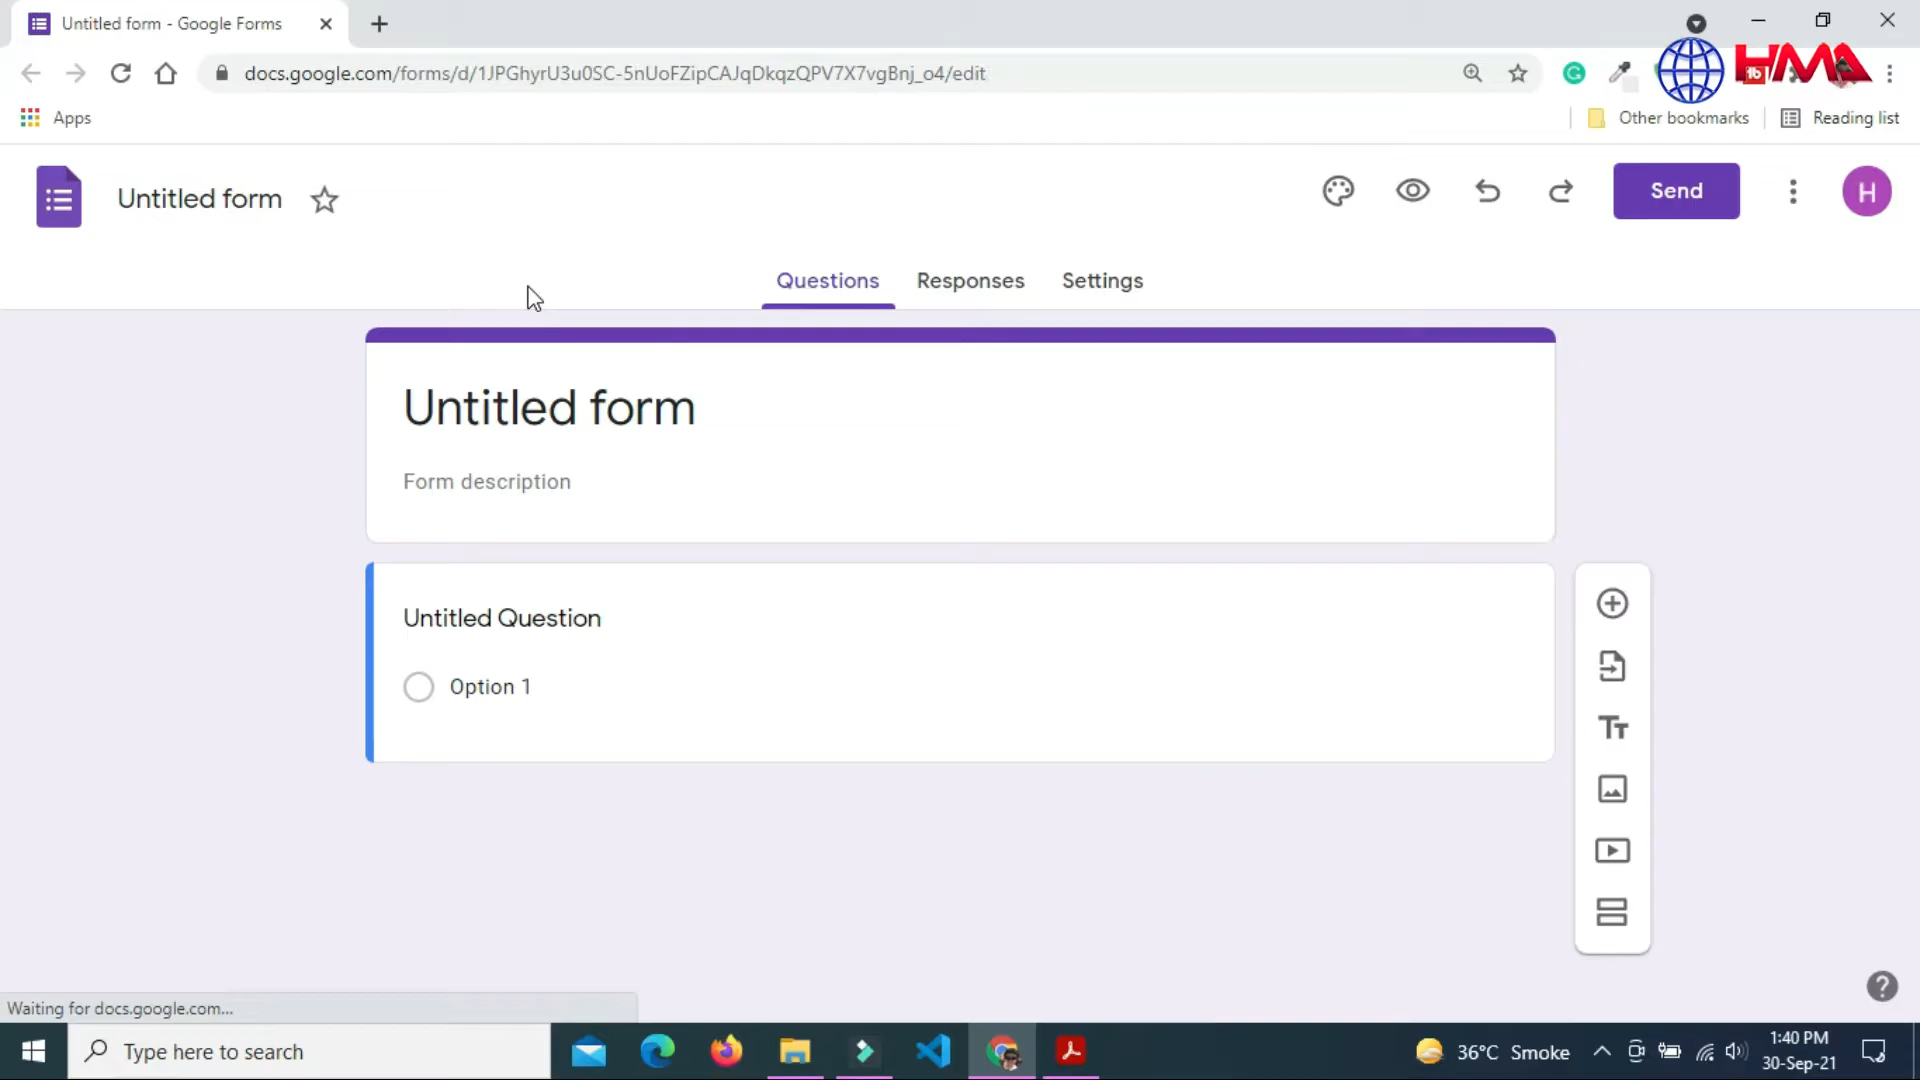 Untitled form - Google Forms
docs.google.com/forms/d/1JPGhyrU3u0SC-5nUoFZipCAJqDkqzQPV7X7vgBnj_o4/edit
HMA
16
Apps
Other bookmarks
Reading list
Untitled form
Send
H
Questions
Responses
Settings
Untitled form
Form description
Untitled Question
Option 1
Waiting for docs.google.com...
Type here to search
36°C Smoke
1:40 PM
30-Sep-21